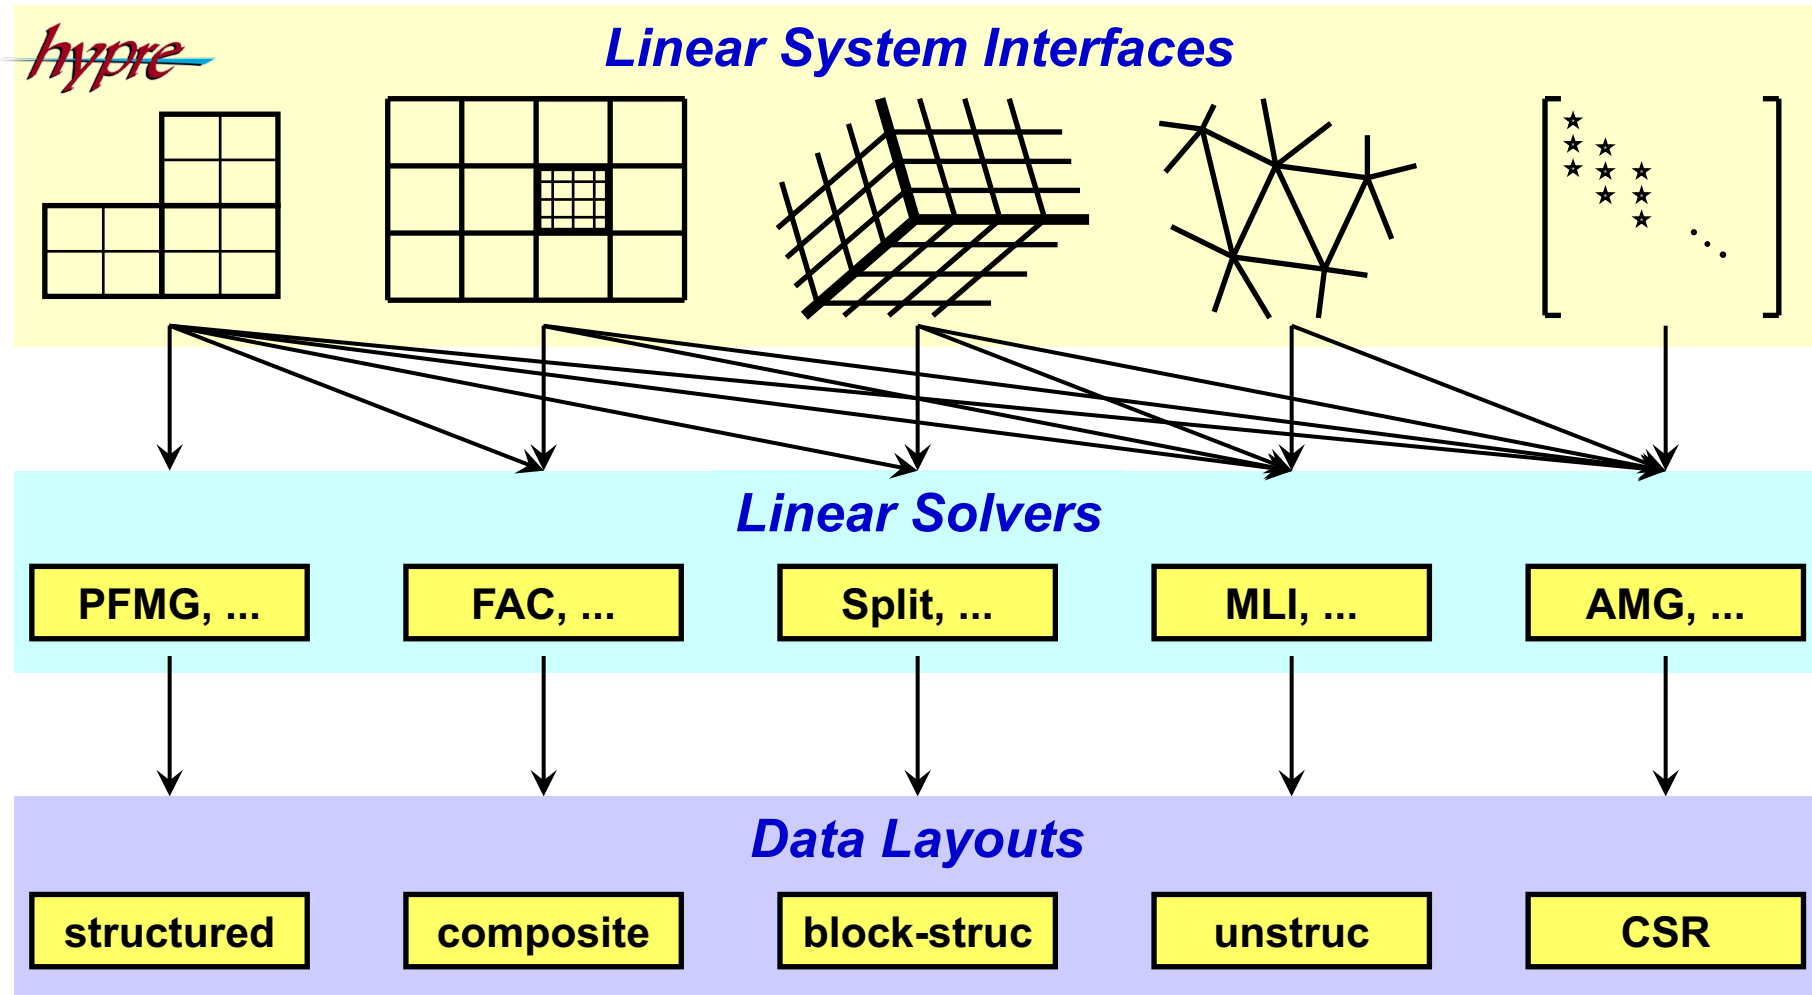 hypre
Linear System Interfaces
Linear Solvers
PFMG, ...
FAC, ...
Split, ...
MLI, ...
AMG, ...
Data Layouts
structured
composite
block-struc
unstruc
CSR